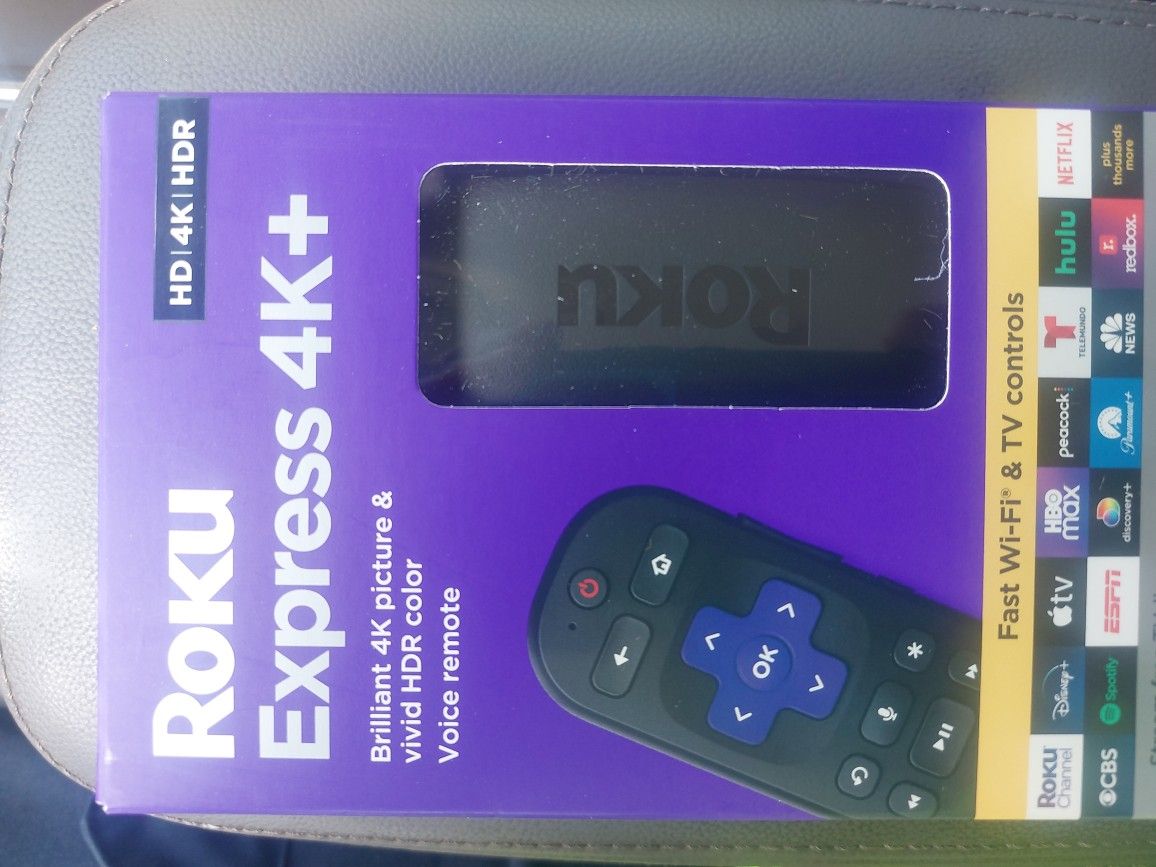 Roku
HD|4K|HDR
Express 4K+
Brilliant 4K picture &
vivid HDR color
Voice remote
Roku
OK
Fast Wi-Fi® & TV controls
Roku Channel
Disney+
tv
HBO max
peacock
TELEMUNDO
hulu
NETFLIX
CBS
Spotify
ESPN
discovery+
Paramount+
NEWS
r.
redbox.
plus
thousands
more